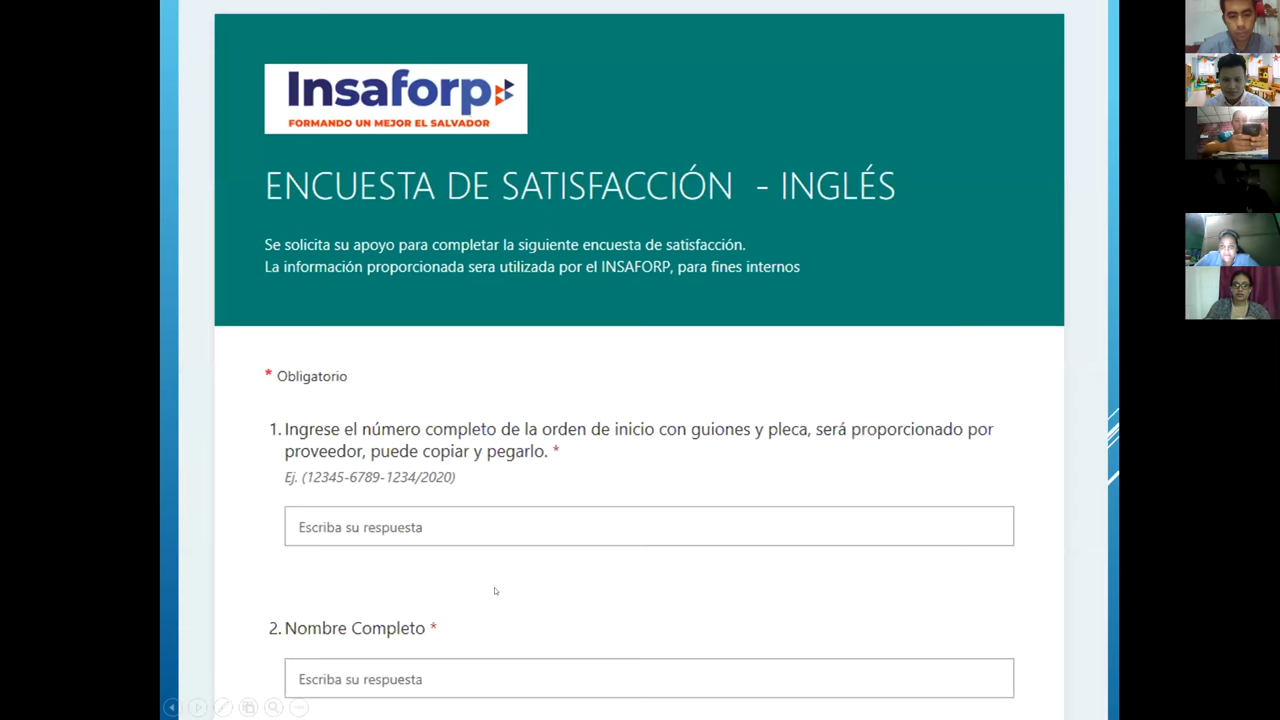 Insaforp
FORMANDO UN MEJOR EL SALVADOR
ENCUESTA DE SATISFACCIÓN - INGLÉS
Se solicita su apoyo para completar la siguiente encuesta de satisfacción.
La información proporcionada sera utilizada por el INSAFORP, para fines internos
* Obligatorio
1. Ingrese el número completo de la orden de inicio con guiones y pleca, será proporcionado por
proveedor, puede copiar y pegarlo. *
Ej. (12345-6789-1234/2020)
Escriba su respuesta
2. Nombre Completo *
Escriba su respuesta